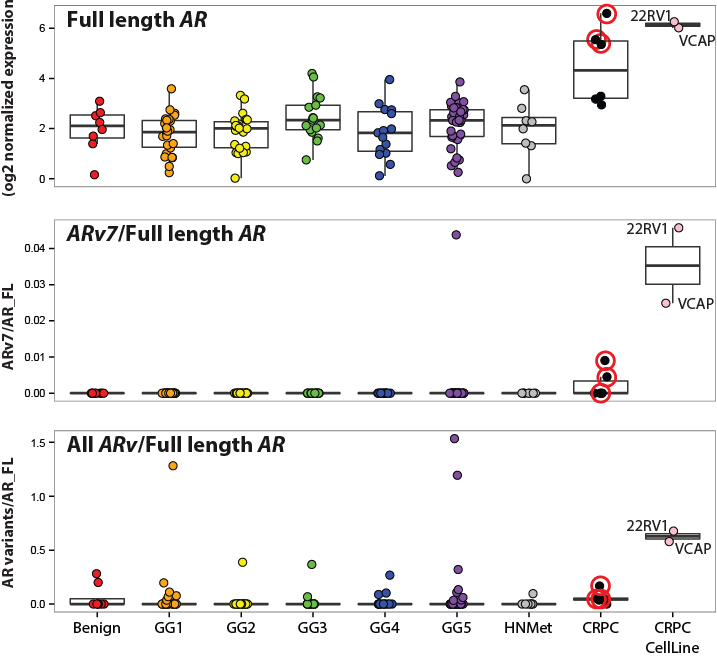 Full length AR
(og2 normalized expression)
6
4
2
0
22RV1
VCAP
ARv7/Full length AR
ARv7/AR_FL
0.04
0.03
0.02
0.01
0.00
22RV1
VCAP
All ARv/Full length AR
AR variants/AR_FL
1.5
1.0
0.5
0.0
22RV1
VCAP
Benign GG1 GG2 GG3 GG4 GG5 HNMet CRPC CRPC
CellLine